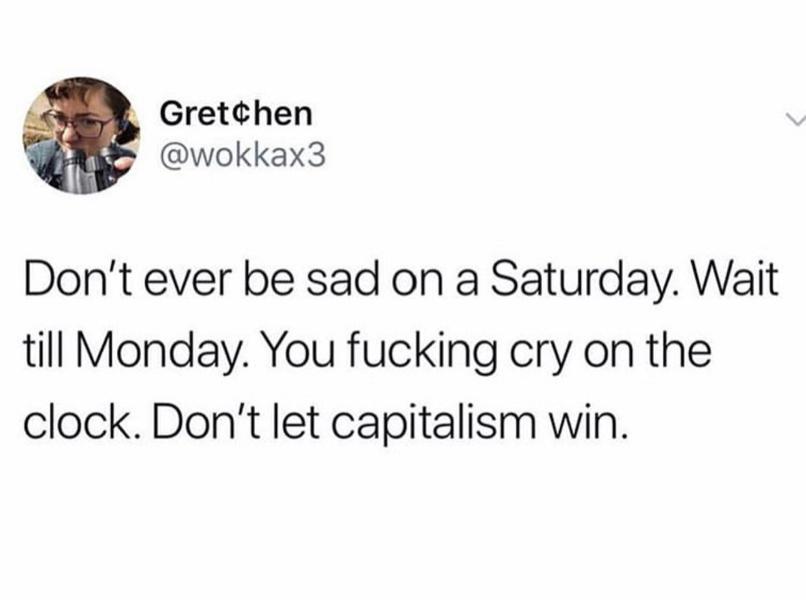 Gret¢hen
@wokkax3
Don't ever be sad on a Saturday. Wait
till Monday. You fucking cry on the
clock. Don't let capitalism win.